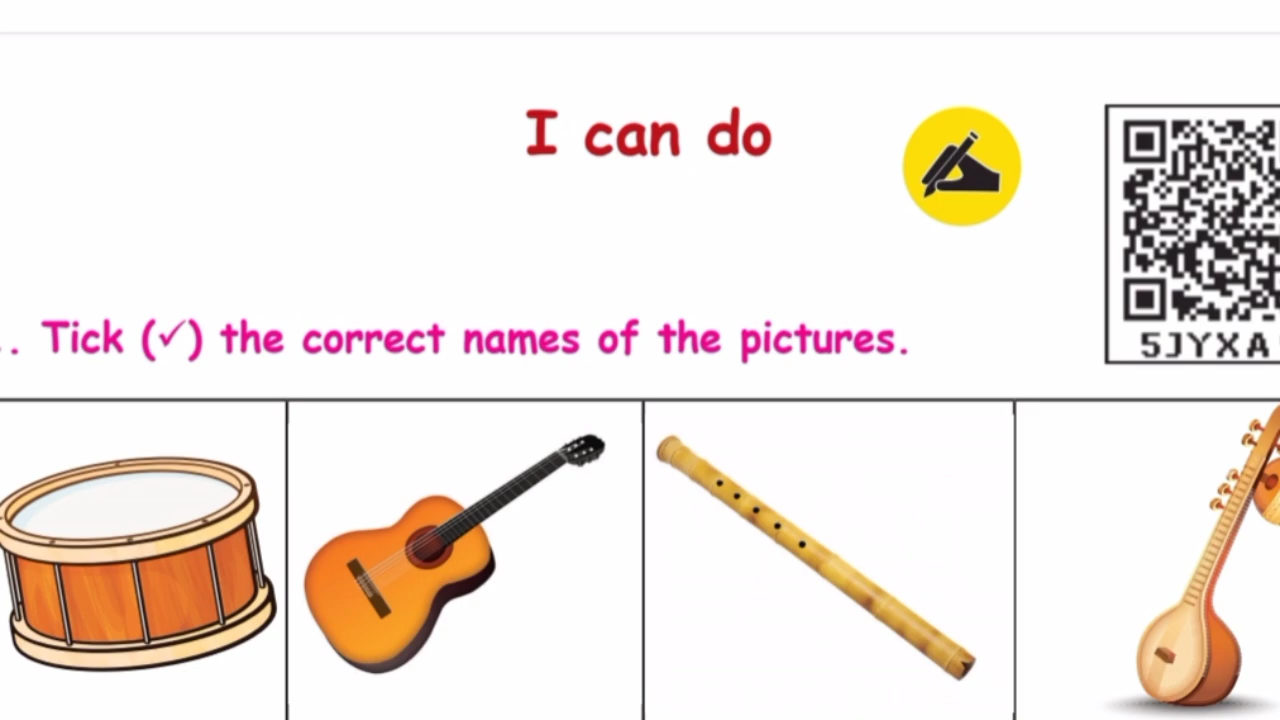 I can do
. Tick (✓) the correct names of the pictures.
5JYXA